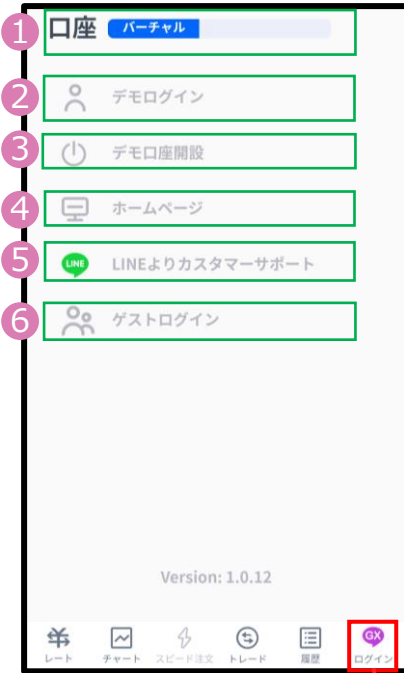 1 口座 バーチャル
2 デモログイン
3 デモ口座開設
4 ホームページ
5 LINE LINEよりカスタマーサポート
6 ゲストログイン
Version: 1.0.12
レート チャート スピード注文 トレード 履歴 GX ログイン